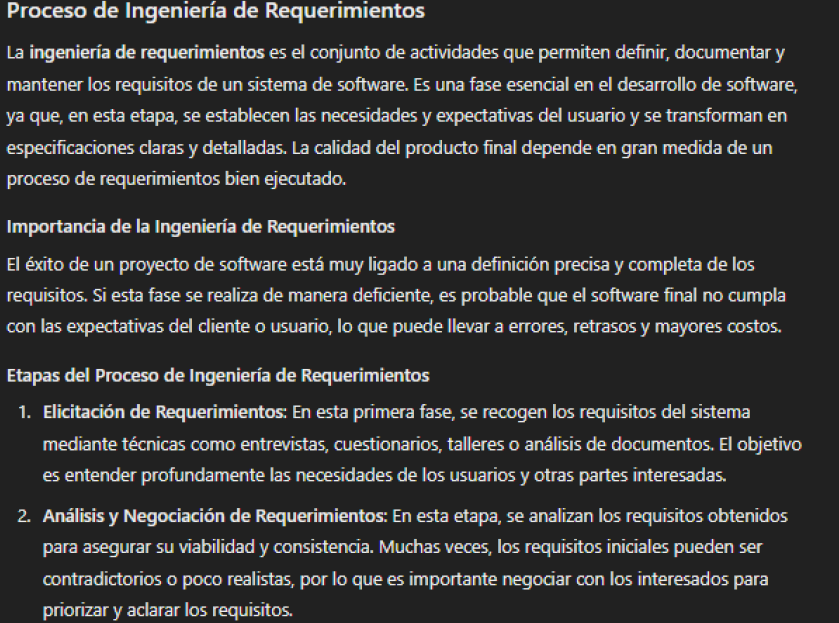 Proceso de Ingeniería de Requerimientos
La ingeniería de requerimientos es el conjunto de actividades que permiten definir, documentar y
mantener los requisitos de un sistema de software. Es una fase esencial en el desarrollo de software,
ya que, en esta etapa, se establecen las necesidades y expectativas del usuario y se transforman en
especificaciones claras y detalladas. La calidad del producto final depende en gran medida de un
proceso de requerimientos bien ejecutado.
Importancia de la Ingeniería de Requerimientos
El éxito de un proyecto de software está muy ligado a una definición precisa y completa de los
requisitos. Si esta fase se realiza de manera deficiente, es probable que el software final no cumpla
con las expectativas del cliente o usuario, lo que puede llevar a errores, retrasos y mayores costos.
Etapas del Proceso de Ingeniería de Requerimientos
1. Elicitación de Requerimientos: En esta primera fase, se recogen los requisitos del sistema
mediante técnicas como entrevistas, cuestionarios, talleres o análisis de documentos. El objetivo
es entender profundamente las necesidades de los usuarios y otras partes interesadas.
2. Análisis y Negociación de Requerimientos: En esta etapa, se analizan los requisitos obtenidos
para asegurar su viabilidad y consistencia. Muchas veces, los requisitos iniciales pueden ser
contradictorios o poco realistas, por lo que es importante negociar con los interesados para
priorizar y aclarar los requisitos.